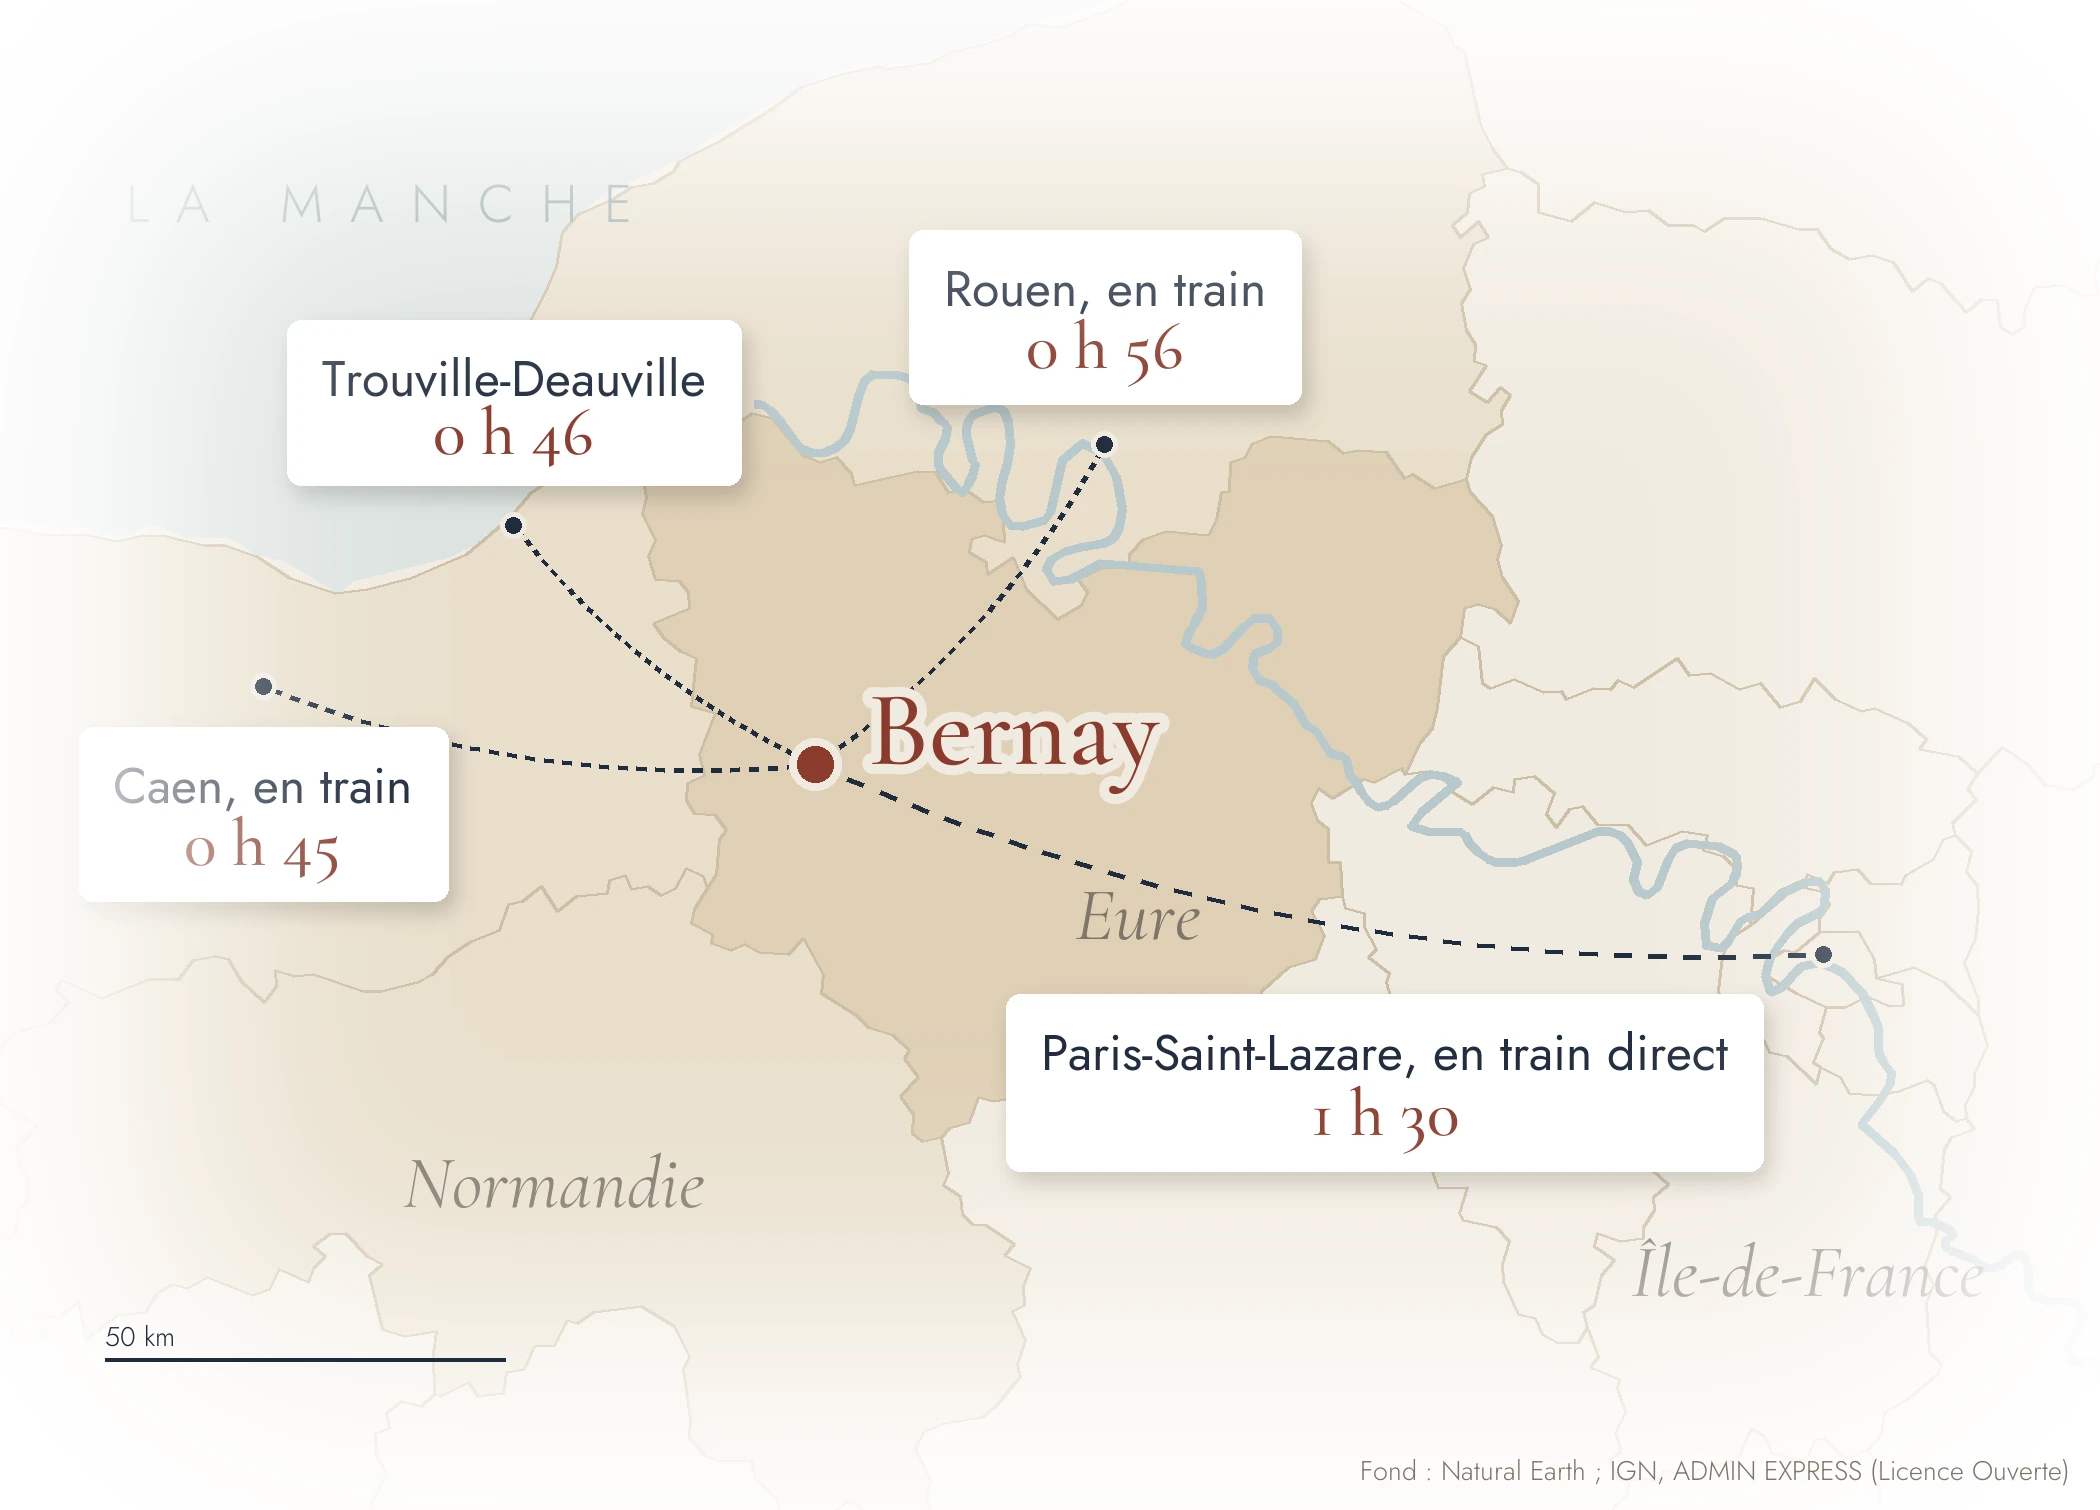 LA MANCHE
Rouen, en train
0 h 56
Trouville-Deauville
0 h 46
Bernay
Caen, en train
0 h 45
Eure
Paris-Saint-Lazare, en train direct
1 h 30
Normandie
Île-de-France
50 km
Fond : Natural Earth ; IGN, ADMIN EXPRESS (Licence Ouverte)